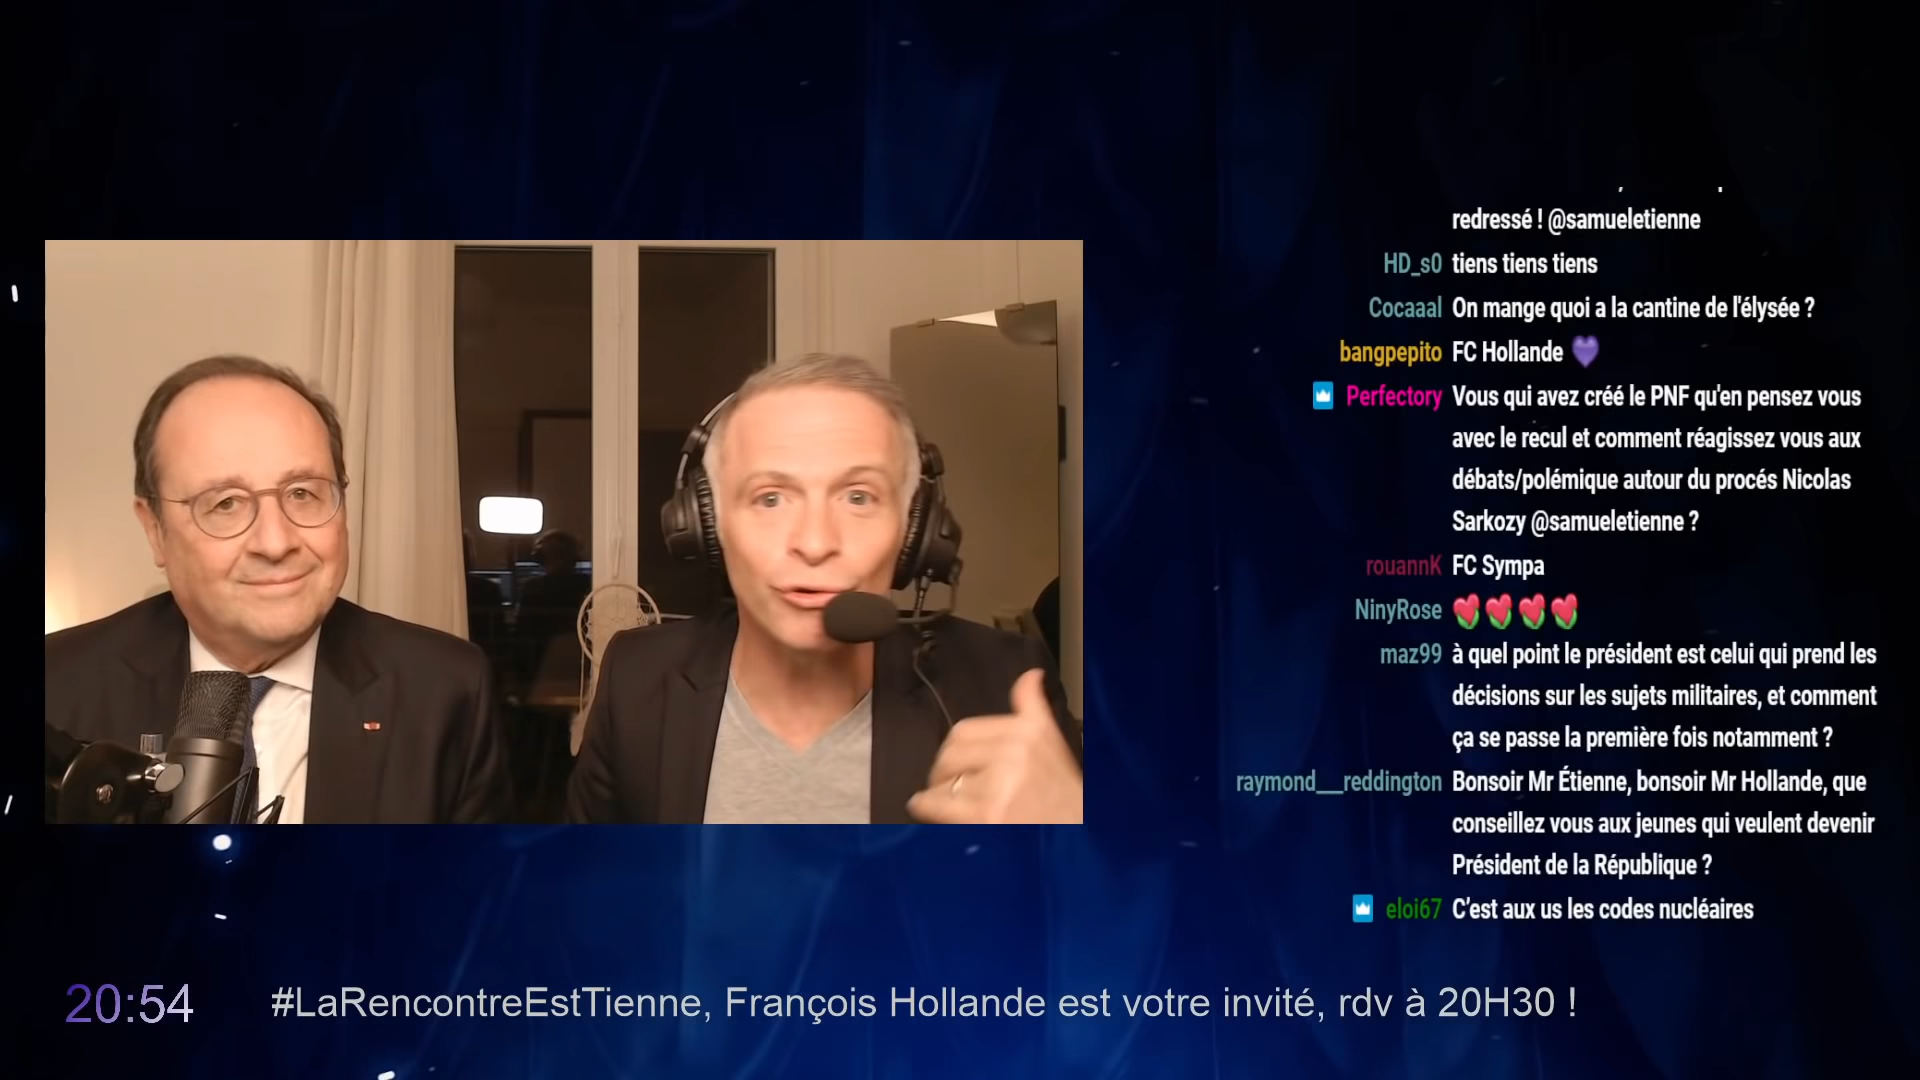 redressé ! @samueletienne
HD_s0 tiens tiens tiens
Cocaaal On mange quoi a la cantine de l'élysée ?
bangpepito FC Hollande
Perfectory Vous qui avez créé le PNF qu'en pensez vous
avec le recul et comment réagissez vous aux
débats/polémique autour du procés Nicolas
Sarkozy @samueletienne ?
rouannK FC Sympa
NinyRose
maz99 à quel point le président est celui qui prend les
décisions sur les sujets militaires, et comment
ça se passe la première fois notamment ?
raymond__reddington Bonsoir Mr Étienne, bonsoir Mr Hollande, que
conseillez vous aux jeunes qui veulent devenir
Président de la République ?
eloi67 C'est aux us les codes nucléaires
20:54 #LaRencontreEstTienne, François Hollande est votre invité, rdv à 20H30 !